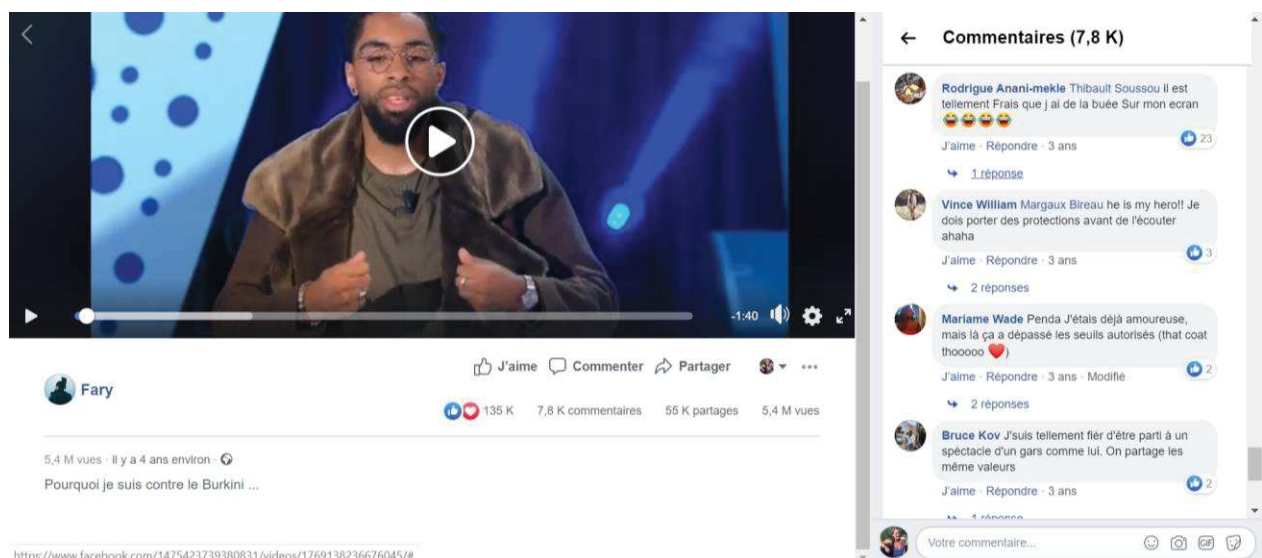 -1:40
J'aime Commenter Partager
Fary
135 K 7,8 K commentaires 55 K partages 5,4 M vues
5,4 M vues · il y a 4 ans environ ·
Pourquoi je suis contre le Burkini ...
https://www.facebook.com/1475423739380831/videos/1769138236676045/#
Commentaires (7,8 K)
Rodrigue Anani-mekle Thibault Soussou il est
tellement Frais que j ai de la buée Sur mon ecran
23
J'aime · Répondre · 3 ans
1 réponse
Vince William Margaux Bireau he is my hero!! Je
dois porter des protections avant de l'écouter
ahaha
3
J'aime · Répondre · 3 ans
2 réponses
Mariame Wade Penda J'étais déjà amoureuse,
mais là ça a dépassé les seuils autorisés (that coat
thooooo ❤️)
2
J'aime · Répondre · 3 ans · Modifié
2 réponses
Bruce Kov J'suis tellement fièr d'être parti à un
spéctacle d'un gars comme lui. On partage les
même valeurs
2
J'aime · Répondre · 3 ans
1 réponse
Votre commentaire...
GIF